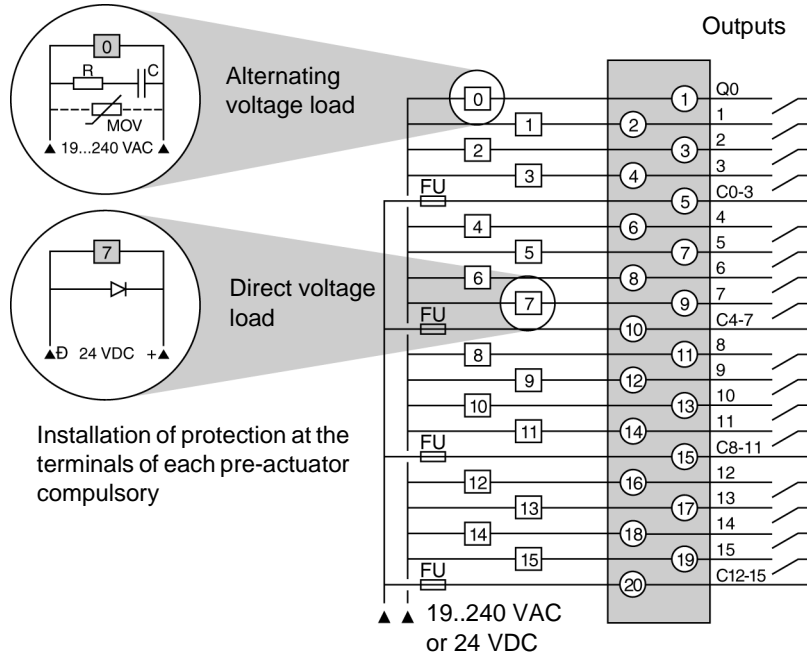 Outputs
0
R
C
MOV
19...240 VAC
Alternating
voltage load
0 1 Q0
1 2 1
2 3 2
3 4 3
FU 5 C0-3
4 6 4
5 7 5
6 8 6
7 9 7
FU 10 C4-7
8 11 8
9 12 9
10 13 10
11 14 11
FU 15 C8-11
12 16 12
13 17 13
14 18 14
15 19 15
FU 20 C12-15
7
Đ 24 VDC +
Direct voltage
load
Installation of protection at the
terminals of each pre-actuator
compulsory
19..240 VAC
or 24 VDC